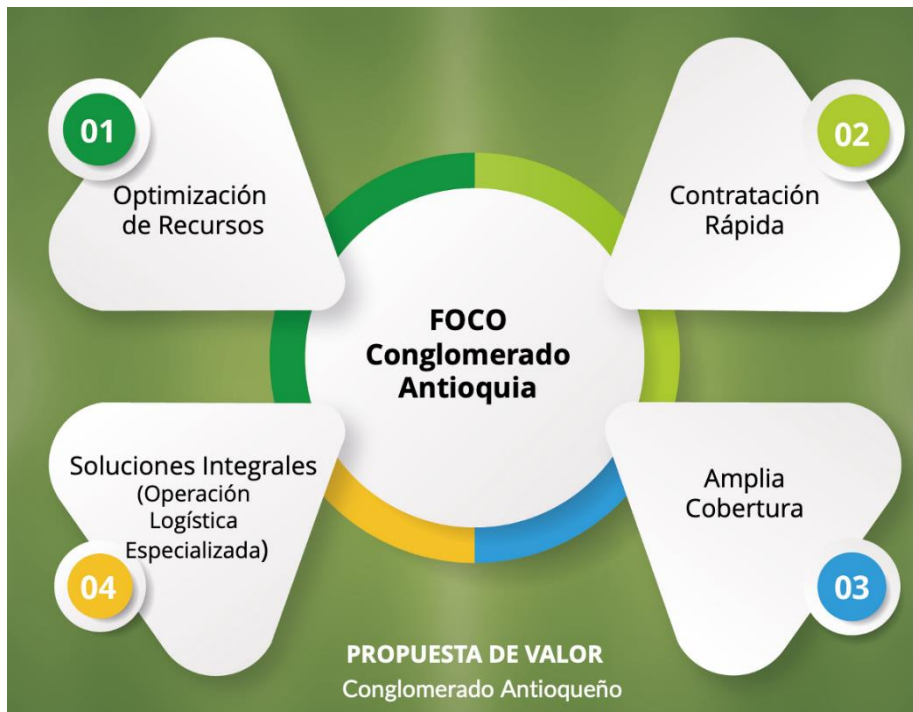 01
Optimización
de Recursos
02
Contratación
Rápida
FOCO
Conglomerado
Antioquia
Soluciones Integrales
(Operación
Logística
Especializada)
04
Amplia
Cobertura
03
PROPUESTA DE VALOR
Conglomerado Antioqueño